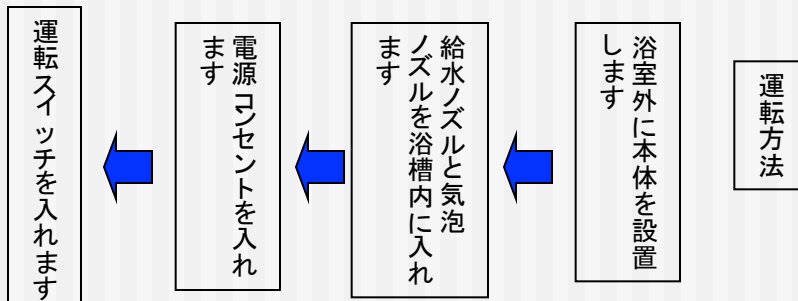 運転方法
浴室外に本体を設置
します
給水ノズルと気泡
ノズルを浴槽内に入れ
ます
電源コンセントを入れ
ます
運転スイッチを入れます